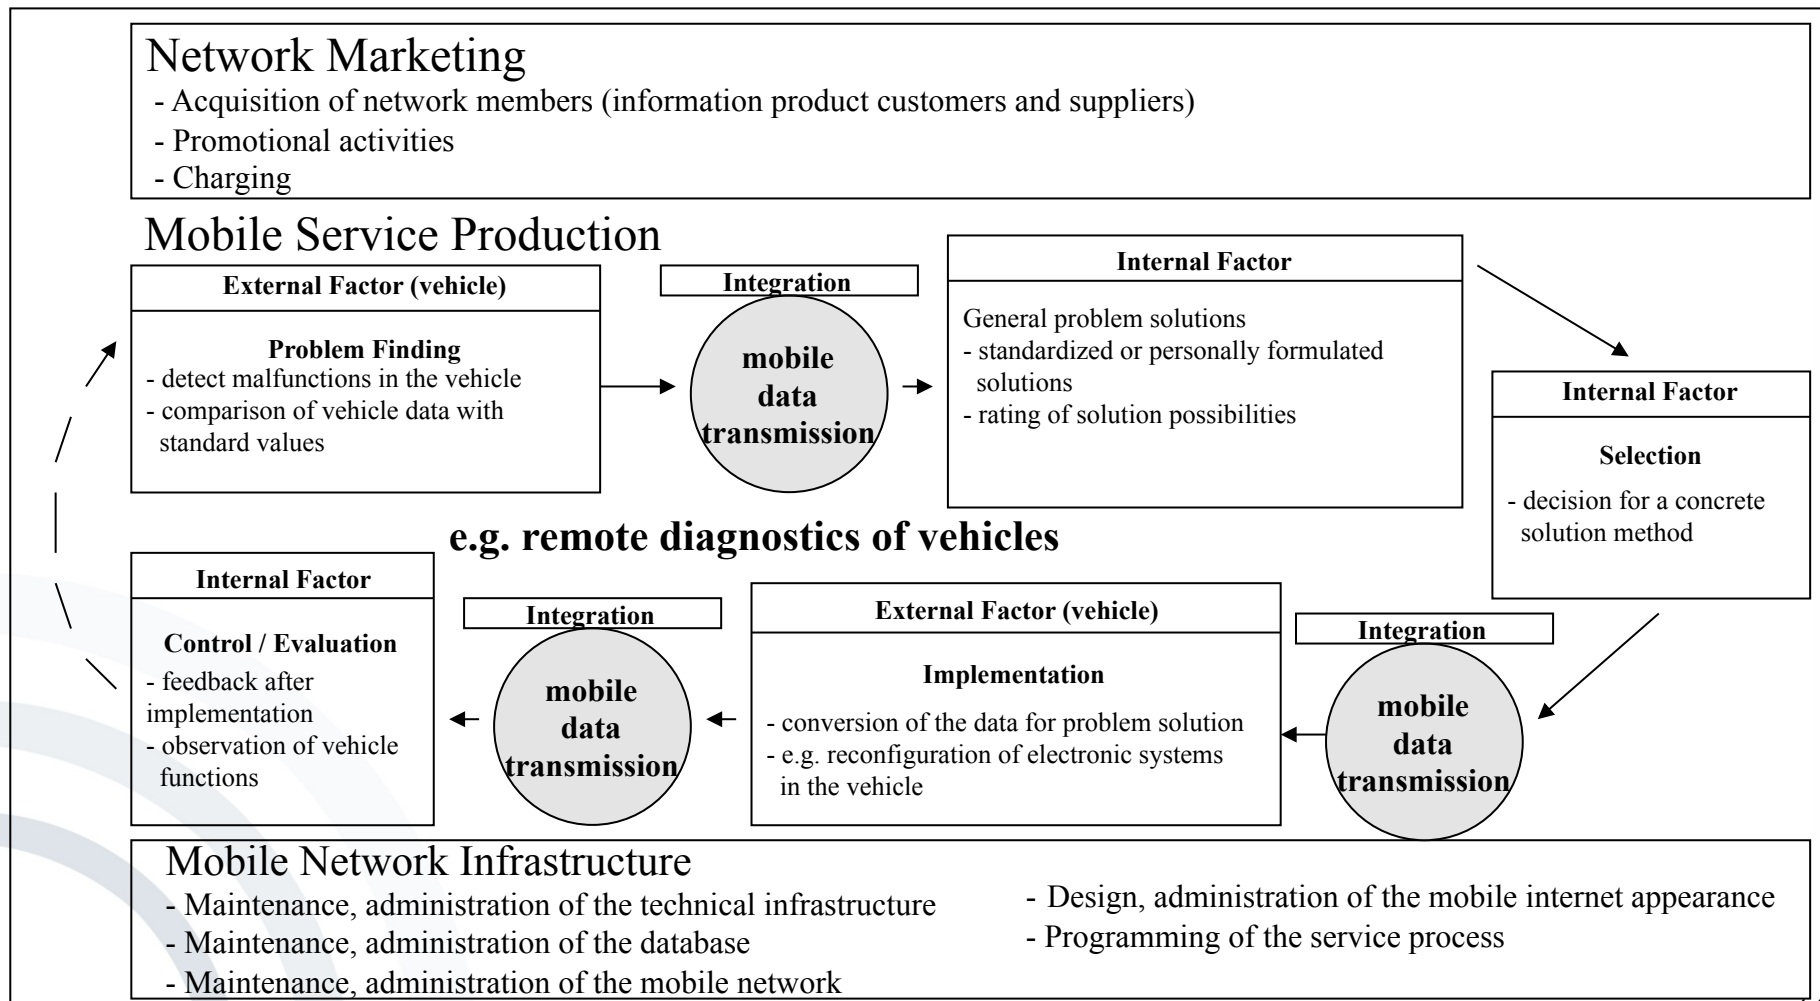 Network Marketing
- Acquisition of network members (information product customers and suppliers)
- Promotional activities
- Charging
Mobile Service Production
External Factor (vehicle)
Problem Finding
- detect malfunctions in the vehicle
- comparison of vehicle data with
standard values
Integration
mobile
data
transmission
Internal Factor
General problem solutions
- standardized or personally formulated
solutions
- rating of solution possibilities
Internal Factor
Selection
- decision for a concrete
solution method
e.g. remote diagnostics of vehicles
Internal Factor
Control / Evaluation
- feedback after
implementation
- observation of vehicle
functions
Integration
mobile
data
transmission
External Factor (vehicle)
Implementation
- conversion of the data for problem solution
- e.g. reconfiguration of electronic systems
in the vehicle
Integration
mobile
data
transmission
Mobile Network Infrastructure
- Maintenance, administration of the technical infrastructure
- Maintenance, administration of the database
- Maintenance, administration of the mobile network
- Design, administration of the mobile internet appearance
- Programming of the service process